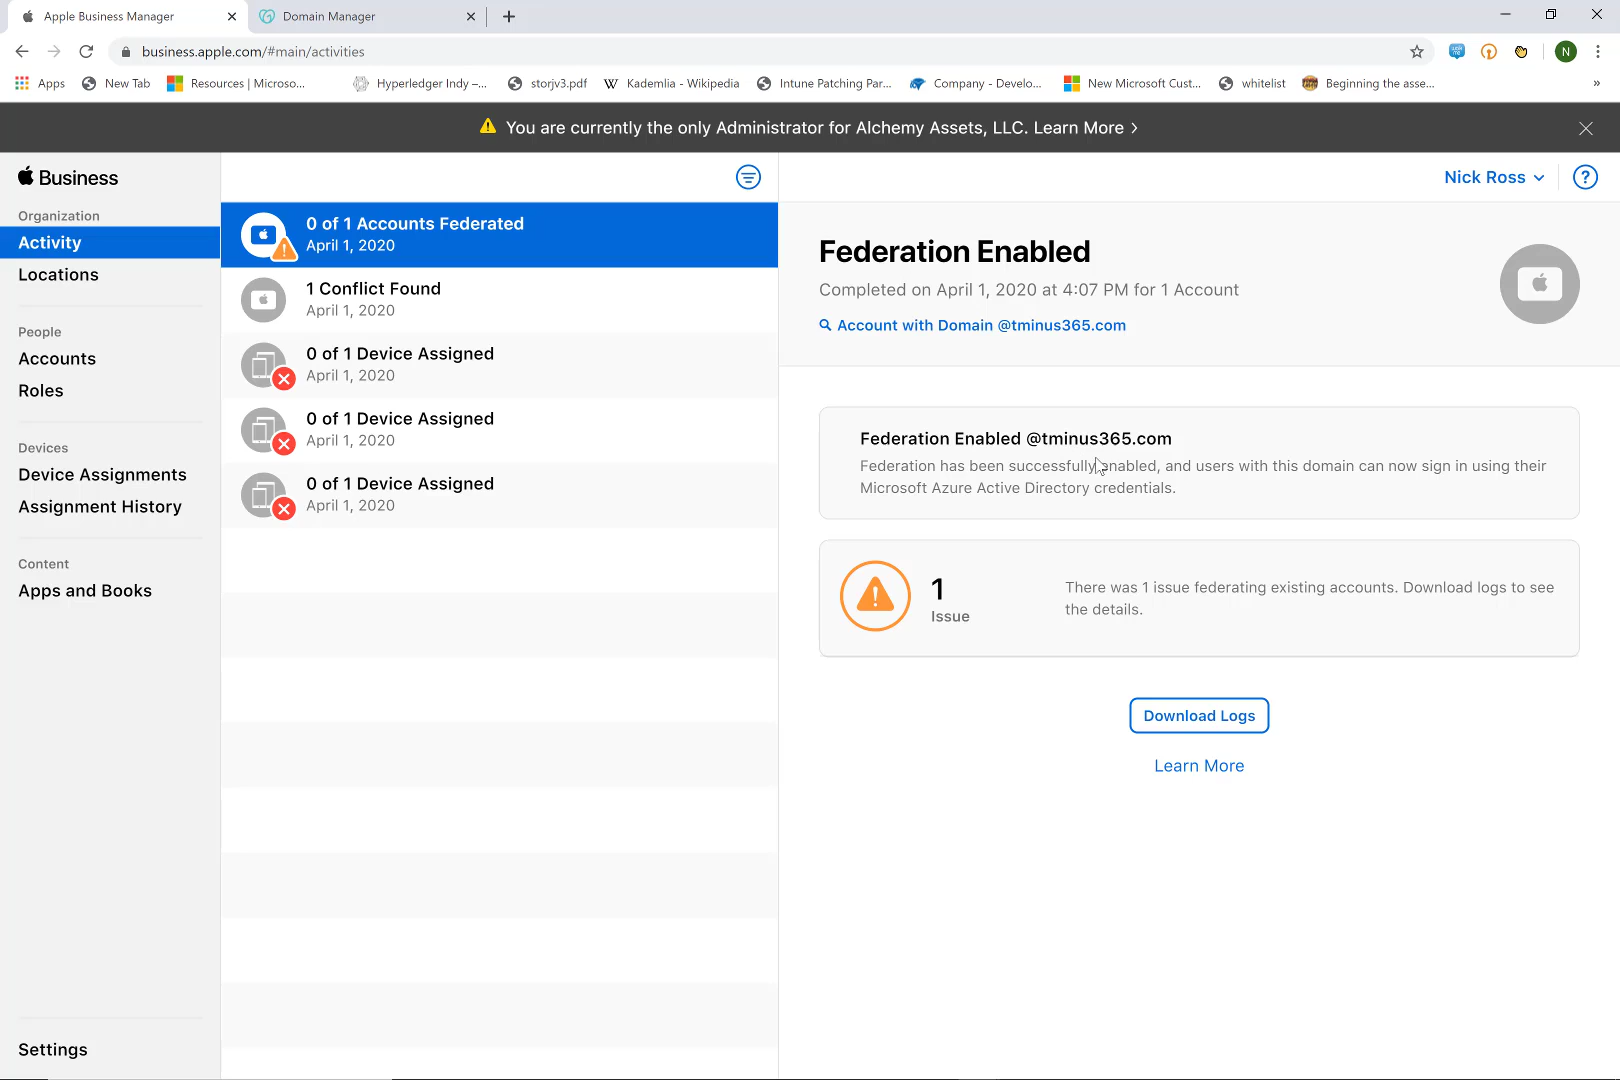 Apple Business Manager
Domain Manager
business.apple.com/#main/activities
N
Apps
New Tab
Resources | Microso...
Hyperledger Indy –...
storjv3.pdf
W Kademlia - Wikipedia
Intune Patching Par...
Company - Develo...
New Microsoft Cust...
whitelist
Beginning the asse...
»
You are currently the only Administrator for Alchemy Assets, LLC. Learn More >
Business
Organization
Activity
Locations
People
Accounts
Roles
Devices
Device Assignments
Assignment History
Content
Apps and Books
Settings
0 of 1 Accounts Federated
April 1, 2020
1 Conflict Found
April 1, 2020
0 of 1 Device Assigned
April 1, 2020
0 of 1 Device Assigned
April 1, 2020
0 of 1 Device Assigned
April 1, 2020
Nick Ross
?
Federation Enabled
Completed on April 1, 2020 at 4:07 PM for 1 Account
Account with Domain @tminus365.com
Federation Enabled @tminus365.com
Federation has been successfully enabled, and users with this domain can now sign in using their
Microsoft Azure Active Directory credentials.
1
Issue
There was 1 issue federating existing accounts. Download logs to see
the details.
Download Logs
Learn More